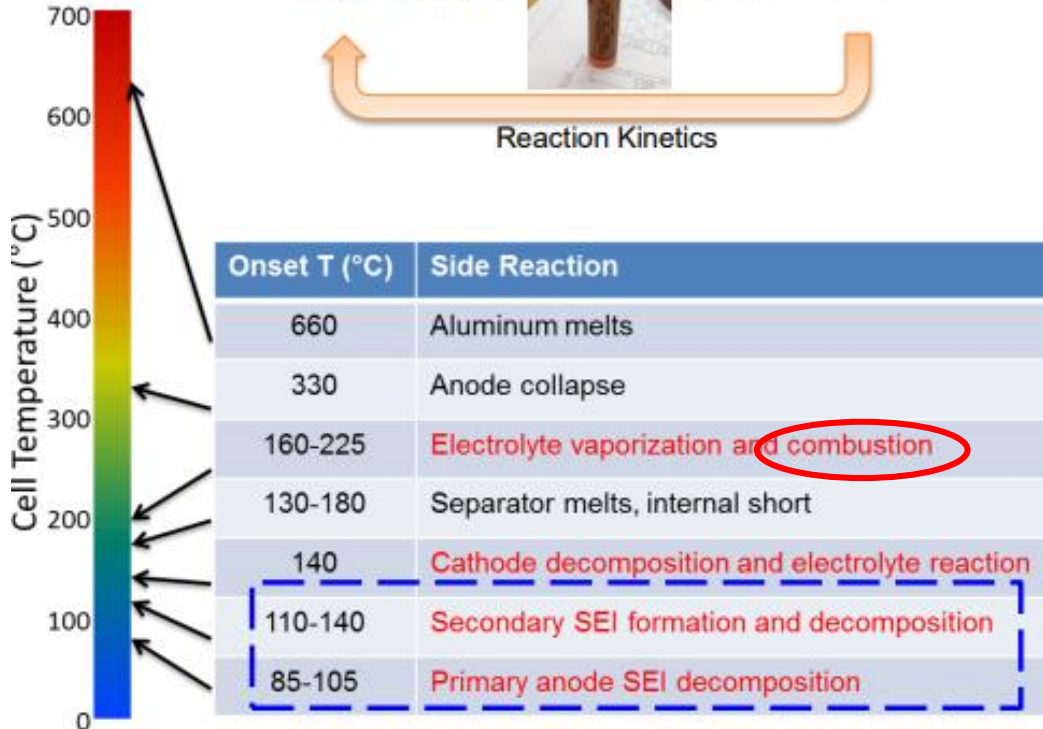 Reaction Kinetics
Cell Temperature (°C)
700
600
500
400
300
200
100
0
Onset T (°C) Side Reaction
660 Aluminum melts
330 Anode collapse
160-225 Electrolyte vaporization and combustion
130-180 Separator melts, internal short
140 Cathode decomposition and electrolyte reaction
110-140 Secondary SEI formation and decomposition
85-105 Primary anode SEI decomposition